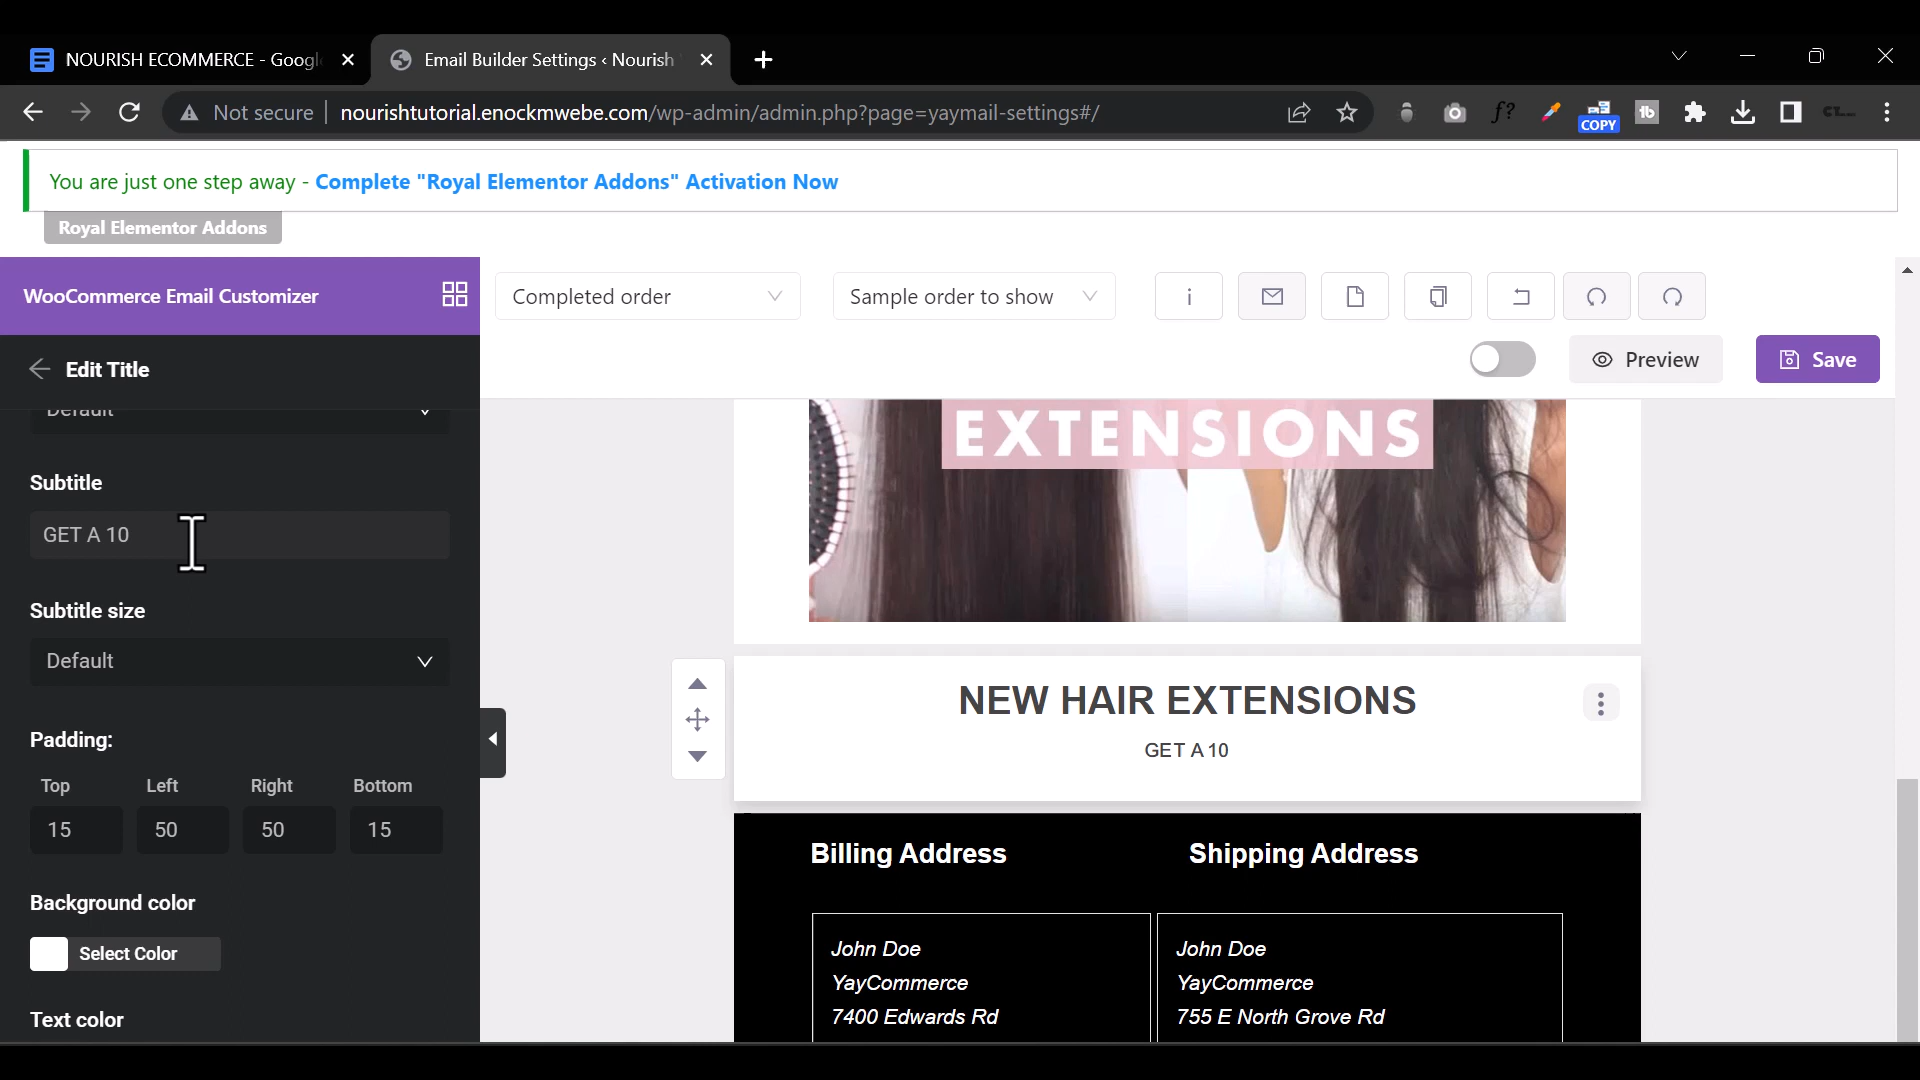 NOURISH ECOMMERCE - Googl
Email Builder Settings ‹ Nourish
Not secure
nourishtutorial.enockmwebe.com/wp-admin/admin.php?page=yaymail-settings#/
f?
COPY
tb
You are just one step away - Complete "Royal Elementor Addons" Activation Now
Royal Elementor Addons
WooCommerce Email Customizer
Completed order
Sample order to show
i
Edit Title
Preview
Save
Default
EXTENSIONS
Subtitle
GET A 10
Subtitle size
Default
NEW HAIR EXTENSIONS
GET A 10
Padding:
Top Left Right Bottom
15 50 50 15
Billing Address
Shipping Address
Background color
Select Color
John Doe
YayCommerce
7400 Edwards Rd
John Doe
YayCommerce
755 E North Grove Rd
Text color